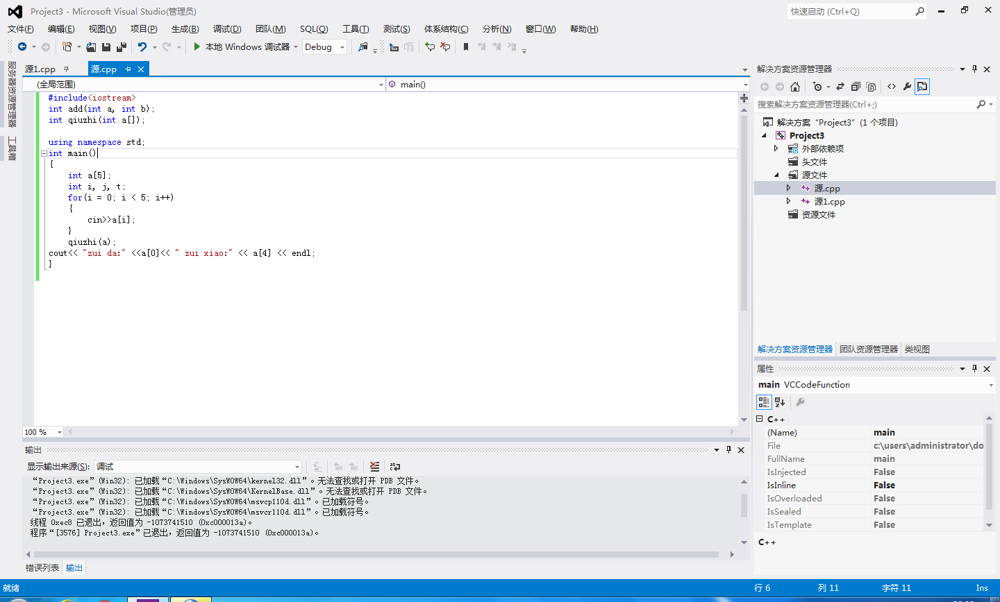 Project3 - Microsoft Visual Studio(管理员)
快速启动 (Ctrl+Q)
文件(F) 编辑(E) 视图(V) 项目(P) 生成(B) 调试(D) 团队(M) SQL(Q) 工具(T) 测试(S) 体系结构(C) 分析(N) 窗口(W) 帮助(H)
本地 Windows 调试器 Debug
服务器资源管理器
工具箱
源1.cpp 源.cpp
(全局范围) main()
#include<iostream>
int add(int a, int b);
int qiuzhi(int a[]);
using namespace std;
int main()
{
int a[5];
int i, j, t;
for(i = 0; i < 5; i++)
{
cin>>a[i];
}
qiuzhi(a);
cout<< "zui da:" <<a[0]<< " zui xiao:" << a[4] << endl;
}
100 %
输出
显示输出来源(S): 调试
“Project3.exe”(Win32): 已加载“C:\Windows\SysWOW64\kernel32.dll”。无法查找或打开 PDB 文件。
“Project3.exe”(Win32): 已加载“C:\Windows\SysWOW64\KernelBase.dll”。无法查找或打开 PDB 文件。
“Project3.exe”(Win32): 已加载“C:\Windows\SysWOW64\msvcp110d.dll”。已加载符号。
“Project3.exe”(Win32): 已加载“C:\Windows\SysWOW64\msvcr110d.dll”。已加载符号。
线程 0xec8 已退出，返回值为 -1073741510 (0xc000013a)。
程序“[3576] Project3.exe”已退出，返回值为 -1073741510 (0xc000013a)。
错误列表 输出
解决方案资源管理器
搜索解决方案资源管理器(Ctrl+;)
解决方案“Project3”(1 个项目)
Project3
外部依赖项
头文件
源文件
源.cpp
源1.cpp
资源文件
解决方案资源管理器 团队资源管理器 类视图
属性
main VCCodeFunction
C++
(Name) main
File c:\users\administrator\do
FullName main
IsInjected False
IsInline False
IsOverloaded False
IsSealed False
IsTemplate False
C++
就绪 行 6 列 11 字符 11 Ins